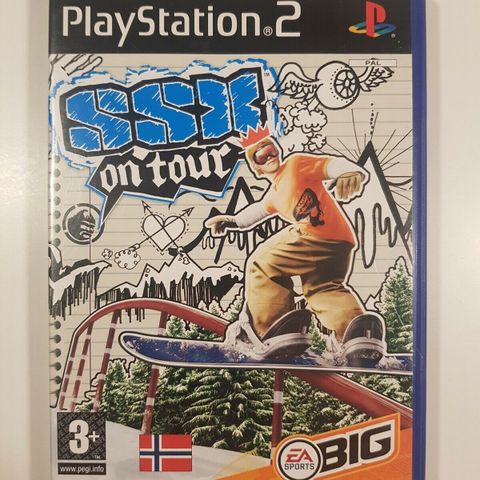 PlayStation®2
PAL
SSX
on tour
3+
www.pegi.info
EA
SPORTS
BIG